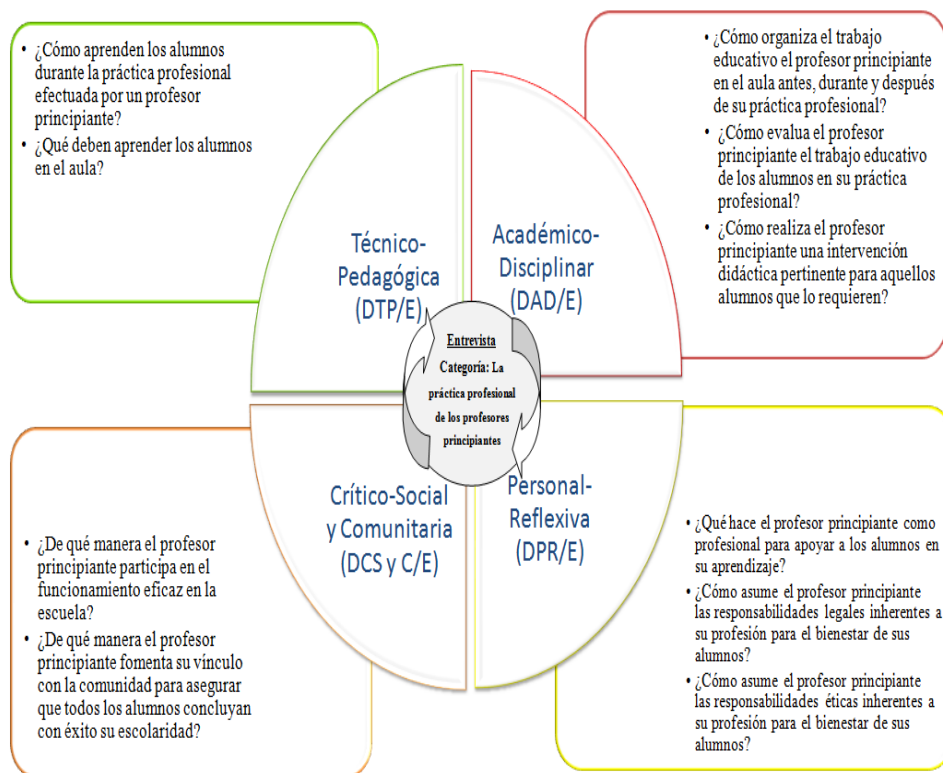 • ¿Cómo aprenden los alumnos
durante la práctica profesional
efectuada por un profesor
principiante?
• ¿Qué deben aprender los alumnos
en el aula?
• ¿Cómo organiza el trabajo
educativo el profesor principiante
en el aula antes, durante y después
de su práctica profesional?
• ¿Cómo evalua el profesor
principiante el trabajo educativo
de los alumnos en su práctica
profesional?
• ¿Cómo realiza el profesor
principiante una intervención
didáctica pertinente para aquellos
alumnos que lo requieren?
Técnico-
Pedagógica
(DTP/E)
Académico-
Disciplinar
(DAD/E)
Entrevista
Categoría: La
práctica profesional
de los profesores
principiantes
Crítico-Social
y Comunitaria
(DCS y C/E)
Personal-
Reflexiva
(DPR/E)
• ¿De qué manera el profesor
principiante participa en el
funcionamiento eficaz en la
escuela?
• ¿De qué manera el profesor
principiante fomenta su vínculo
con la comunidad para asegurar
que todos los alumnos concluyan
con éxito su escolaridad?
• ¿Qué hace el profesor principiante como
profesional para apoyar a los alumnos en
su aprendizaje?
• ¿Cómo asume el profesor principiante
las responsabilidades legales inherentes a
su profesión para el bienestar de sus
alumnos?
• ¿Cómo asume el profesor principiante
las responsabilidades éticas inherentes a
su profesión para el bienestar de sus
alumnos?